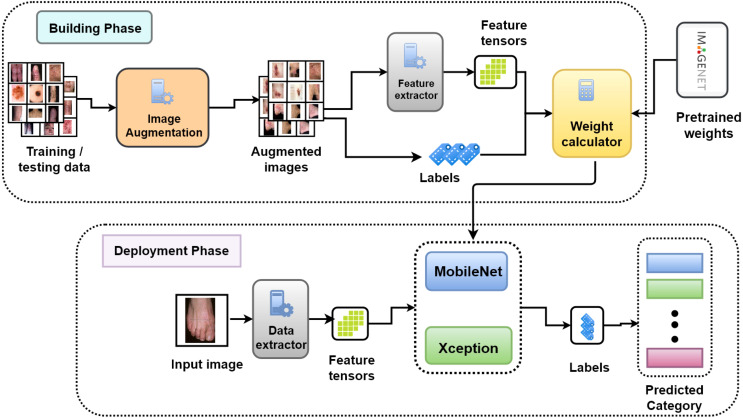 Building Phase
Training /
testing data
Image
Augmentation
Augmented
images
Feature
extractor
Feature
tensors
Labels
Weight
calculator
IMAGENET
Pretrained
weights
Deployment Phase
Input image
Data
extractor
Feature
tensors
MobileNet
Xception
Labels
Predicted
Category